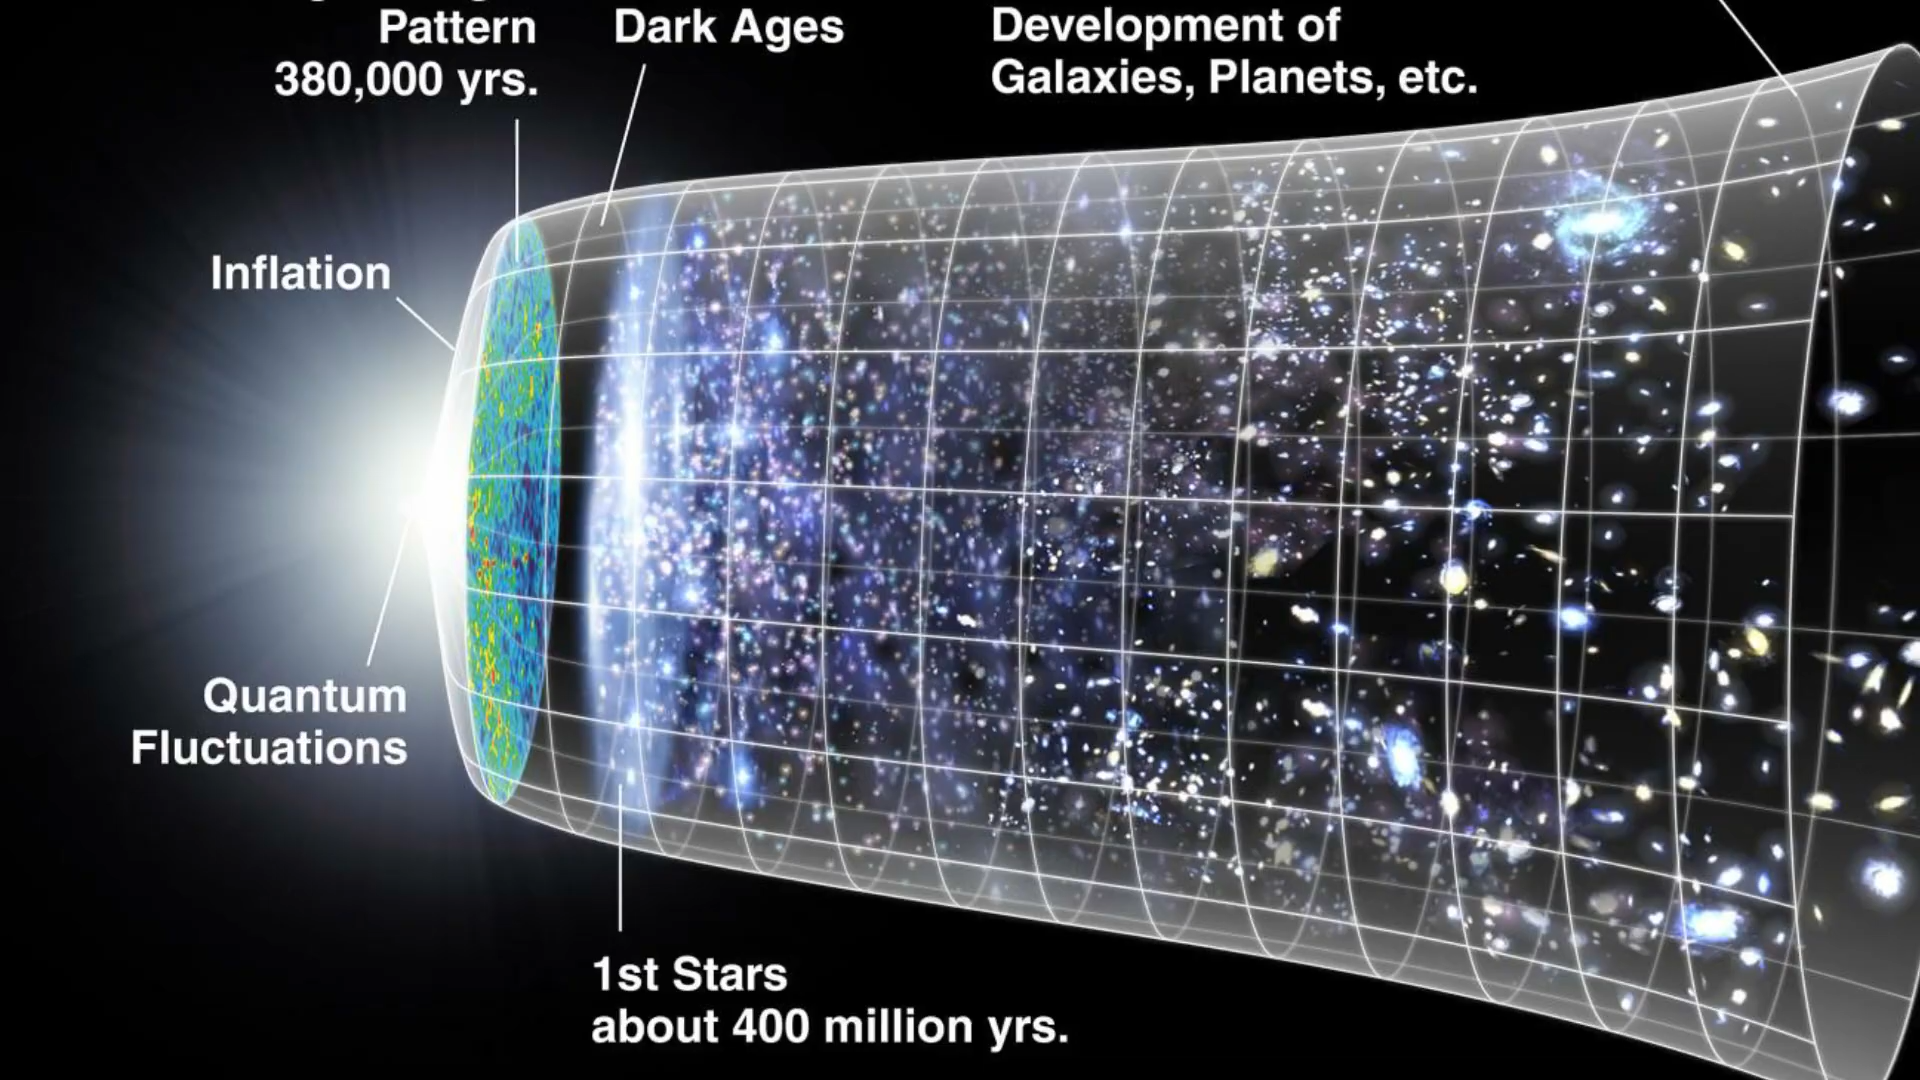 Pattern
380,000 yrs.
Dark Ages
Development of
Galaxies, Planets, etc.
Inflation
Quantum
Fluctuations
1st Stars
about 400 million yrs.